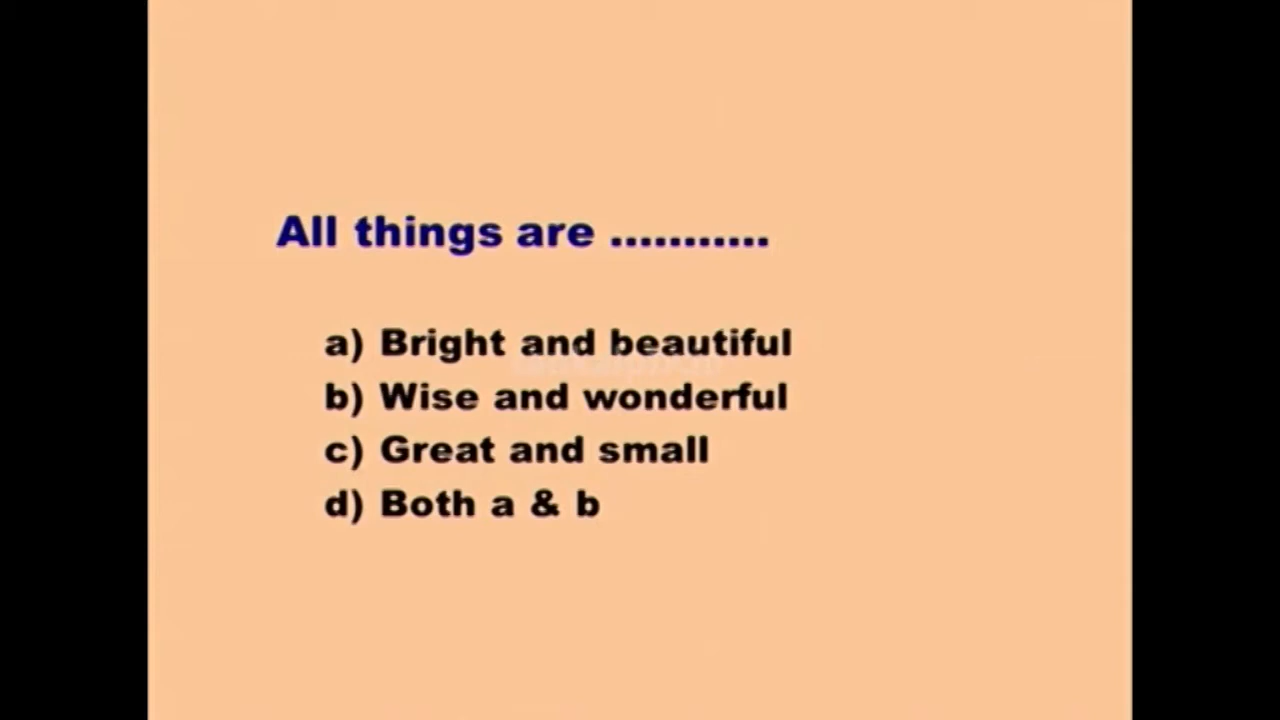 All things are ...........
a) Bright and beautiful
b) Wise and wonderful
c) Great and small
d) Both a & b